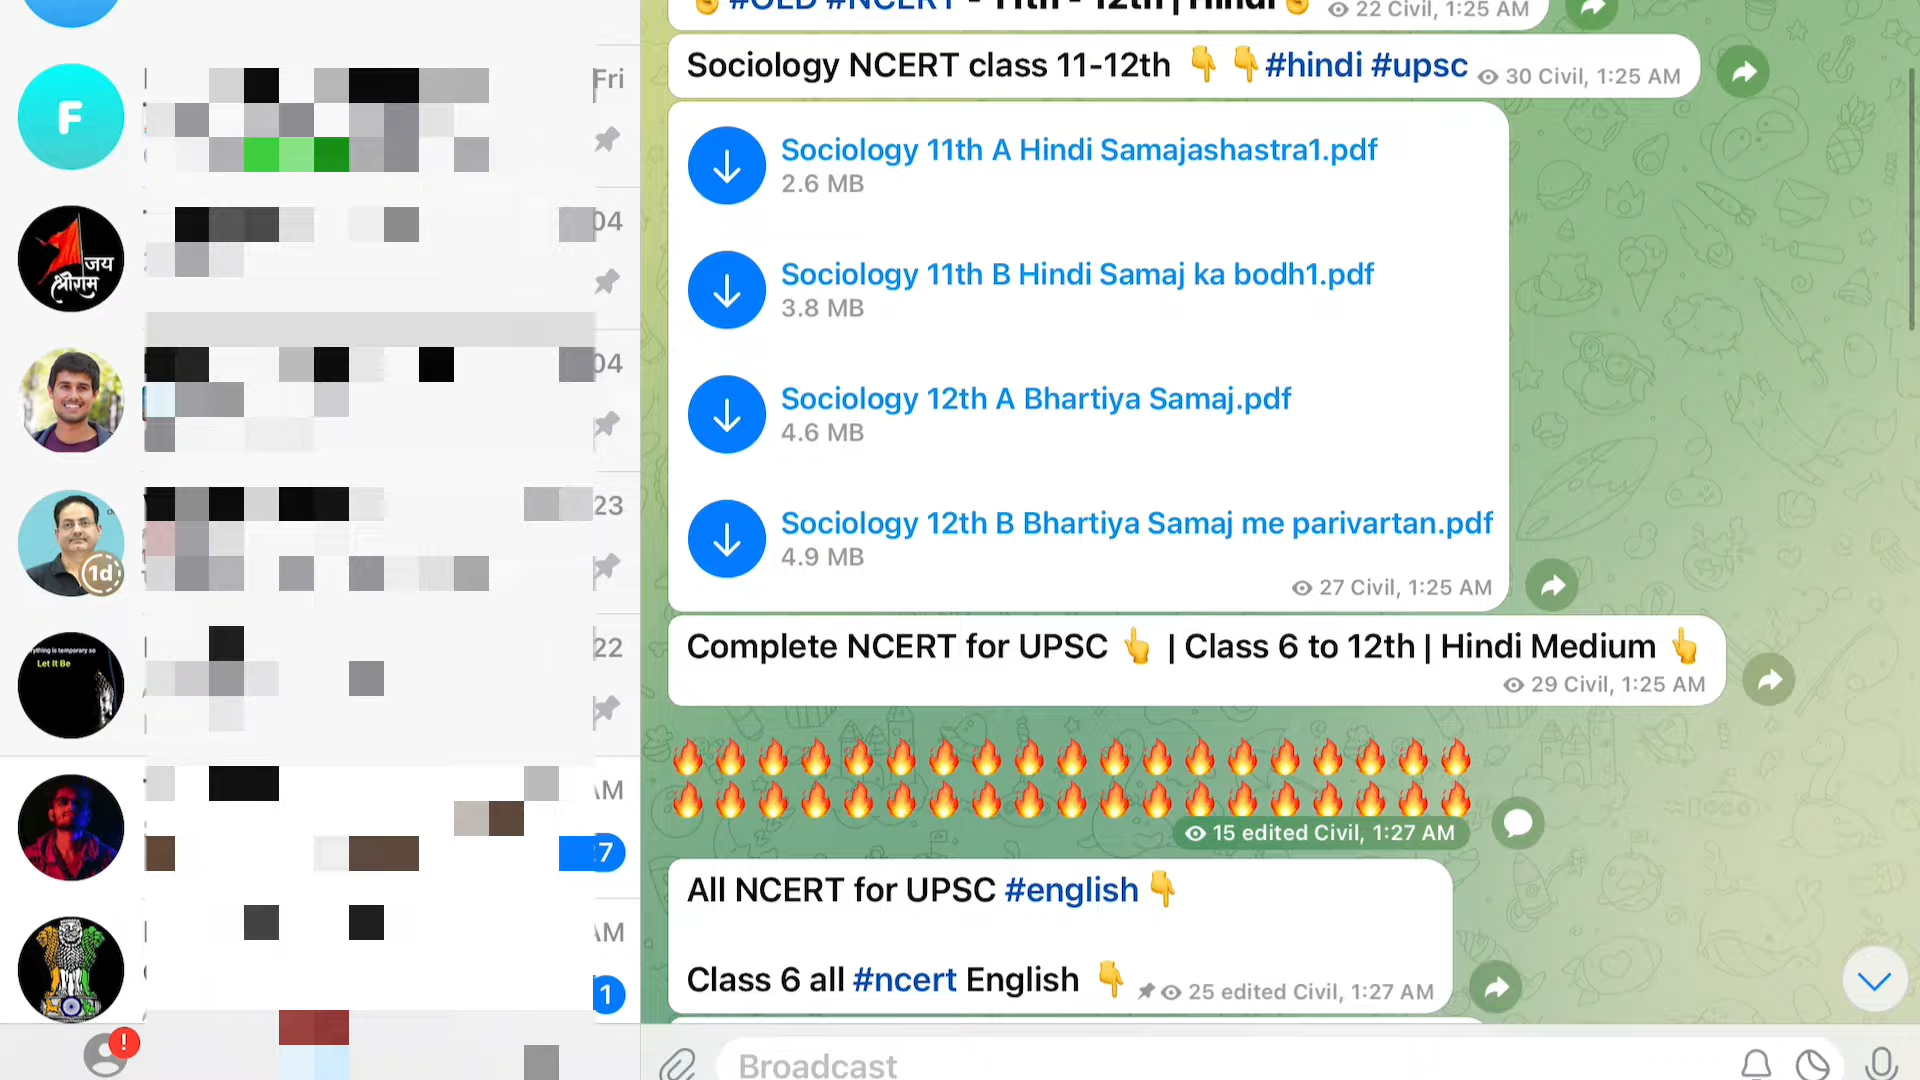 #OLD #NCERT - 11th - 12th | Hindi
22 Civil, 1:25 AM
Sociology NCERT class 11-12th 👇 👇 #hindi #upsc
30 Civil, 1:25 AM
Sociology 11th A Hindi Samajashastra1.pdf
2.6 MB
Sociology 11th B Hindi Samaj ka bodh1.pdf
3.8 MB
Sociology 12th A Bhartiya Samaj.pdf
4.6 MB
Sociology 12th B Bhartiya Samaj me parivartan.pdf
4.9 MB
27 Civil, 1:25 AM
Complete NCERT for UPSC 👆 | Class 6 to 12th | Hindi Medium 👆
29 Civil, 1:25 AM
🔥🔥🔥🔥🔥🔥🔥🔥🔥🔥🔥🔥🔥🔥🔥🔥🔥🔥🔥
🔥🔥🔥🔥🔥🔥🔥🔥🔥🔥🔥🔥🔥🔥🔥🔥🔥🔥🔥
15 edited Civil, 1:27 AM
All NCERT for UPSC #english 👇
Class 6 all #ncert English 👇
25 edited Civil, 1:27 AM
Broadcast
F
Fri
जय
श्रीराम
04
04
23
1d
22
Let It Be
AM
7
AM
1
!